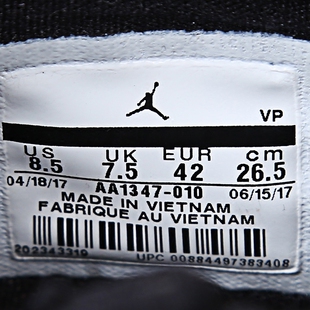 VP
US UK EUR cm
8.5 7.5 42 26.5
04/18/17 AA1347-010 06/15/17
MADE IN VIETNAM
FABRIQUE AU VIETNAM
202343319 UPC 00884497383408